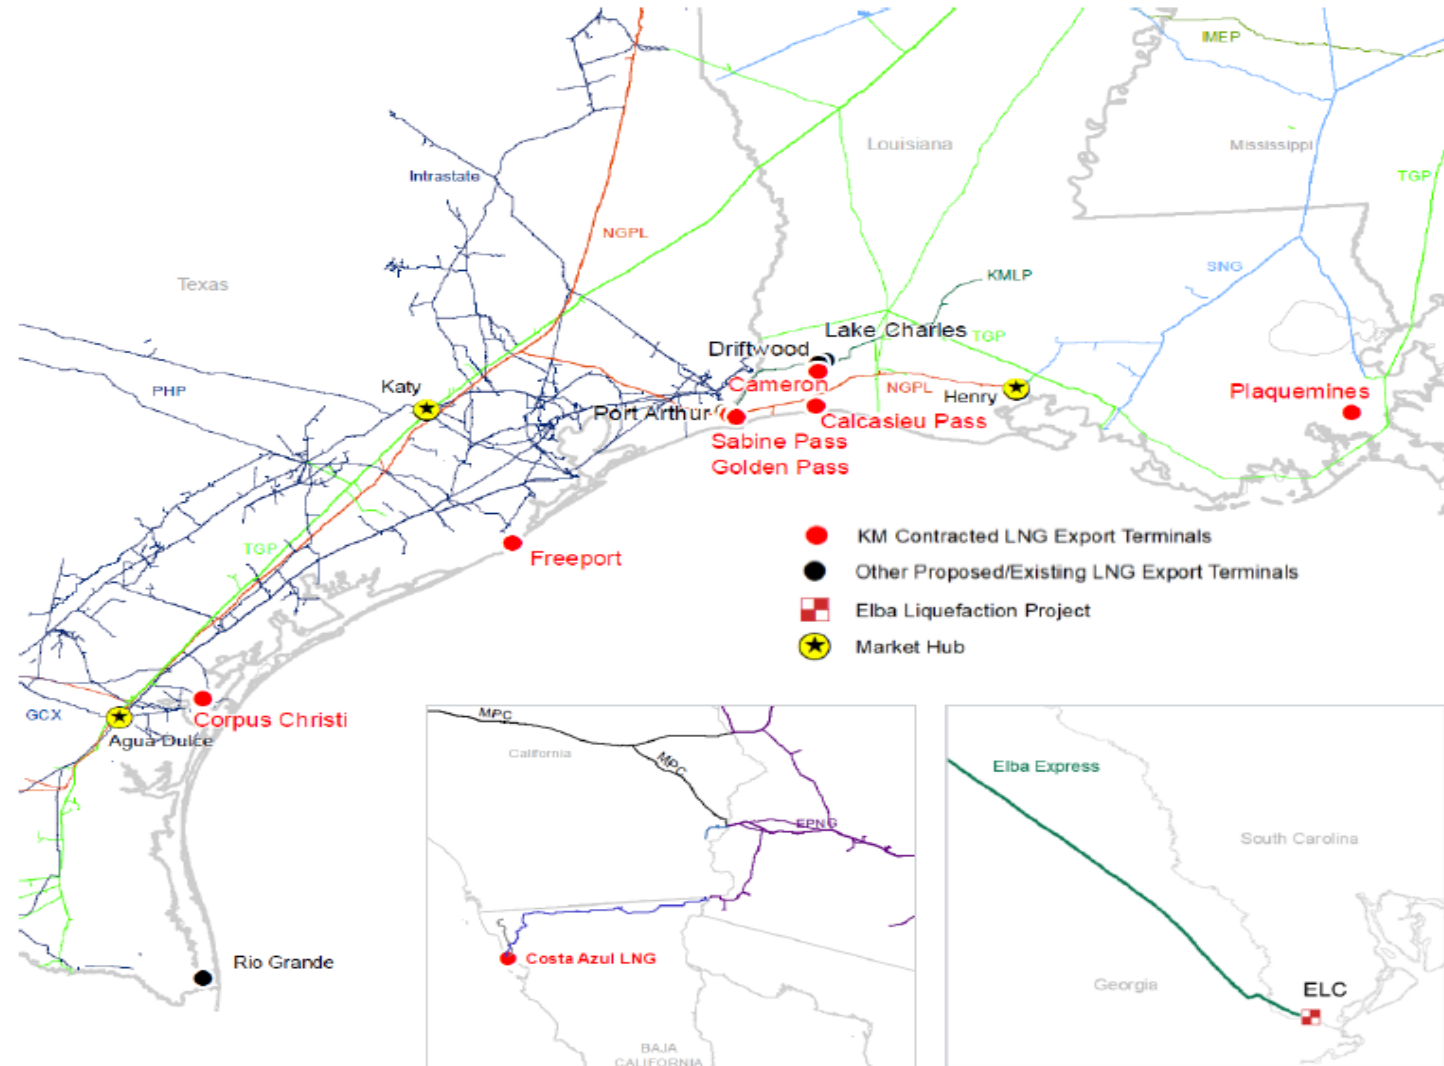 IMEP
Louisiana
Mississippi
Intrastate
TGP
NGPL
SNG
KMLP
Texas
Lake Charles
TGP
Driftwood
PHP
Katy
Cameron
NGPL
Henry
Plaquemines
Port Arthur
Calcasieu Pass
Sabine Pass
Golden Pass
TGP
Freeport
KM Contracted LNG Export Terminals
Other Proposed/Existing LNG Export Terminals
Elba Liquefaction Project
Market Hub
GCX
Corpus Christi
Agua Dulce
Rio Grande
MPC
California
MPC
EPNG
Costa Azul LNG
BAJA
CALIFORNIA
Elba Express
South Carolina
Georgia
ELC